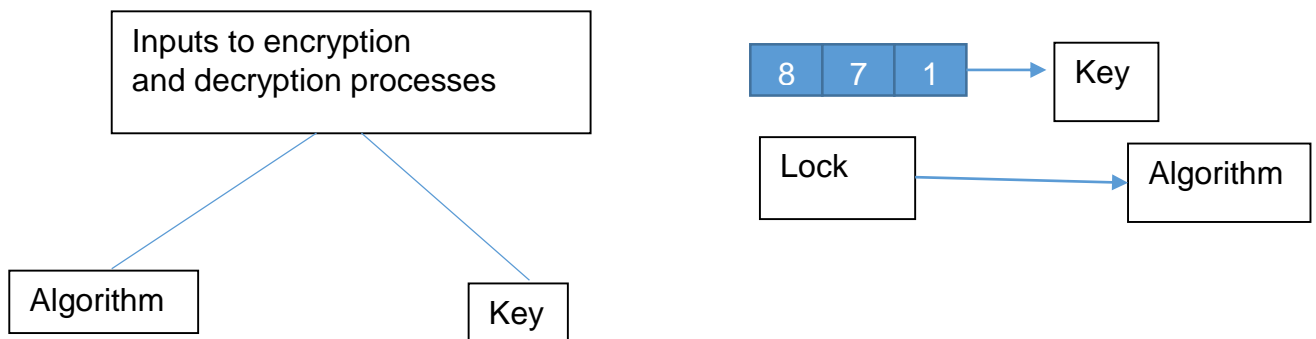 Inputs to encryption
and decryption processes
Algorithm
Key
8 7 1
Key
Lock
Algorithm